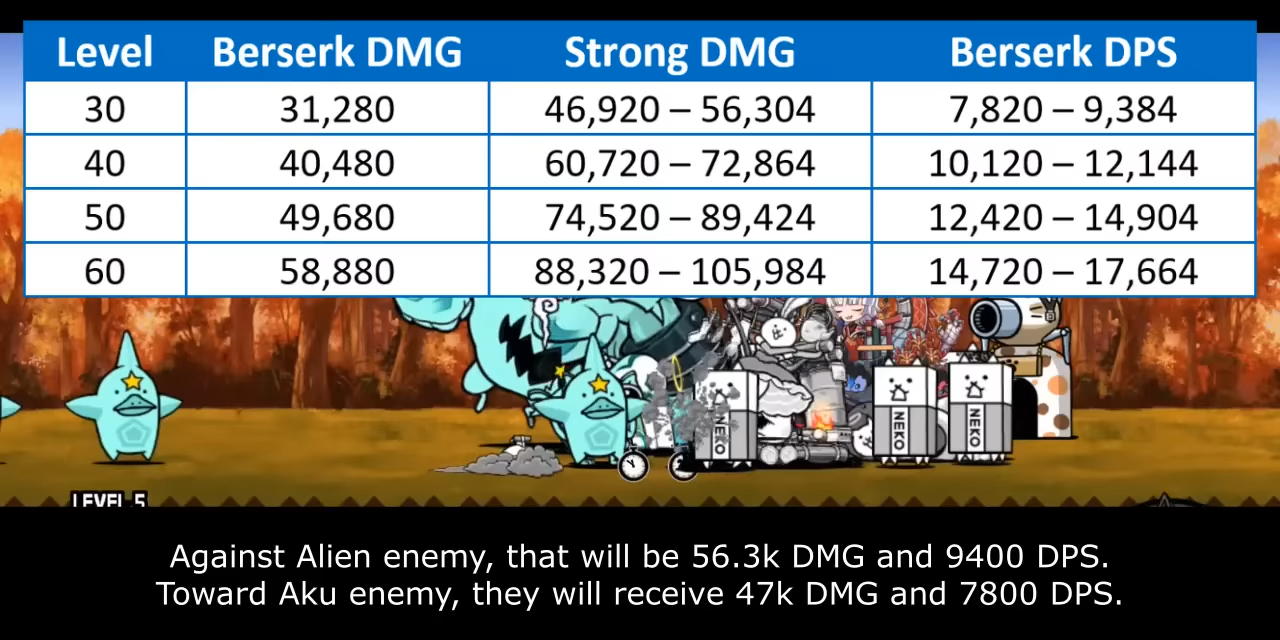 Level Berserk DMG Strong DMG Berserk DPS
30 31,280 46,920 – 56,304 7,820 – 9,384
40 40,480 60,720 – 72,864 10,120 – 12,144
50 49,680 74,520 – 89,424 12,420 – 14,904
60 58,880 88,320 – 105,984 14,720 – 17,664
NEKO NEKO NEKO
LEVEL 5
Against Alien enemy, that will be 56.3k DMG and 9400 DPS.
Toward Aku enemy, they will receive 47k DMG and 7800 DPS.